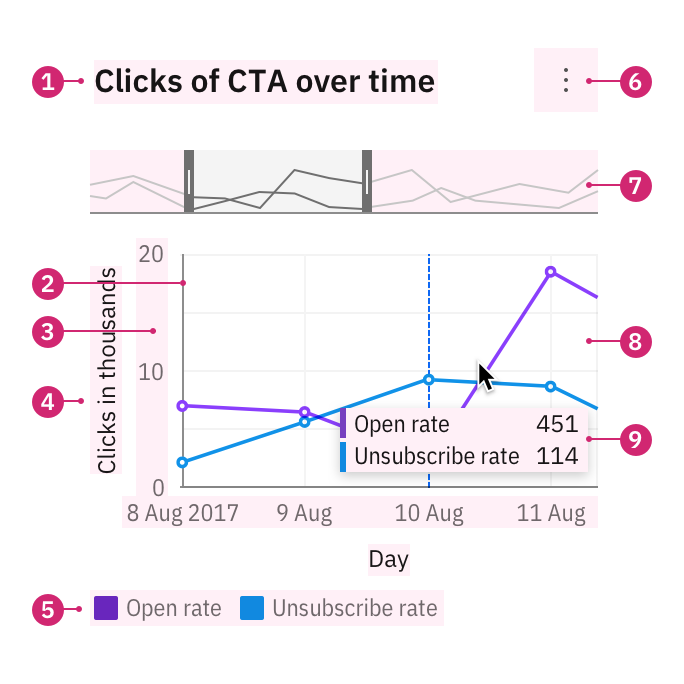 1
Clicks of CTA over time
6
7
20
2
3
10
8
4
Clicks in thousands
Open rate 451
9
Unsubscribe rate 114
0
8 Aug 2017 9 Aug 10 Aug 11 Aug
Day
5
Open rate Unsubscribe rate